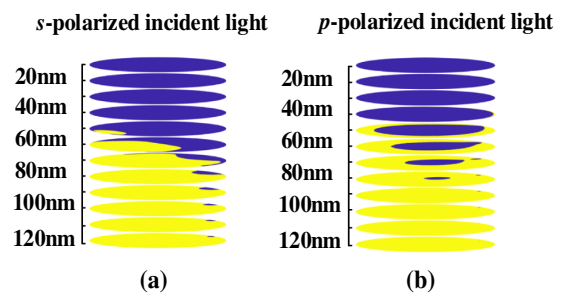 s-polarized incident light
p-polarized incident light
20nm
40nm
60nm
80nm
100nm
120nm
20nm
40nm
60nm
80nm
100nm
120nm
(a)
(b)